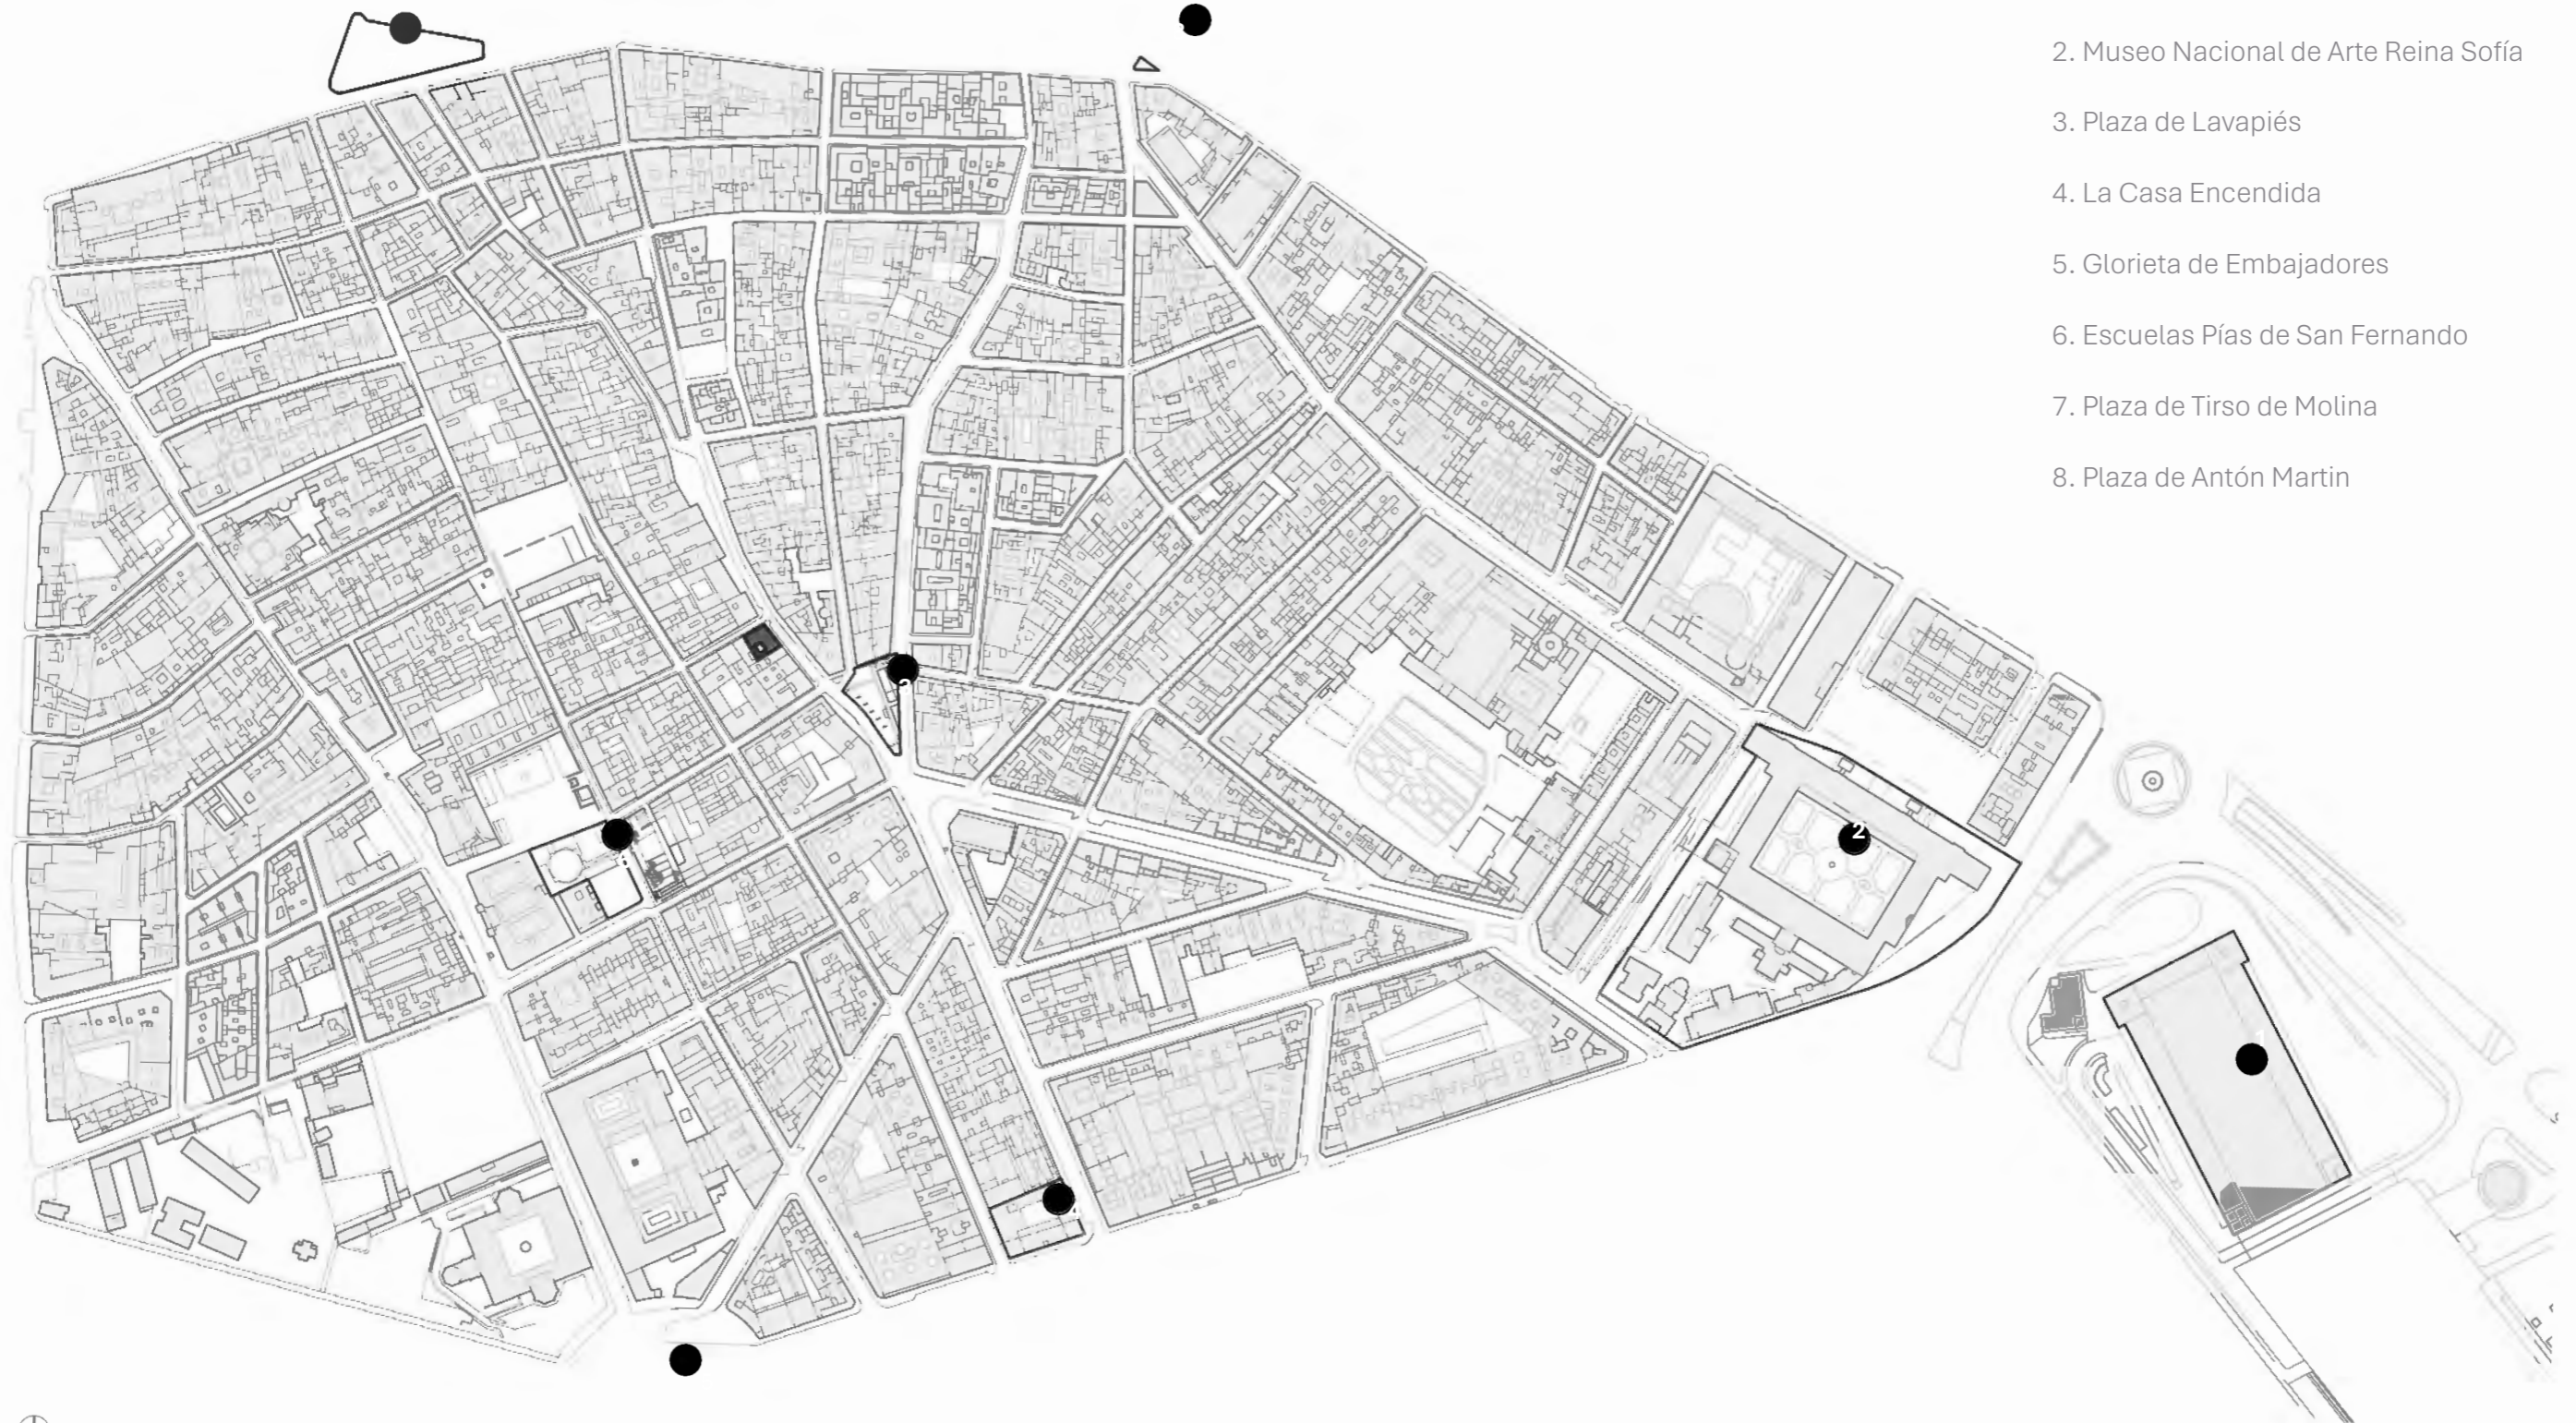 2. Museo Nacional de Arte Reina Sofía
3. Plaza de Lavapiés
4. La Casa Encendida
5. Glorieta de Embajadores
6. Escuelas Pías de San Fernando
7. Plaza de Tirso de Molina
8. Plaza de Antón Martin
2